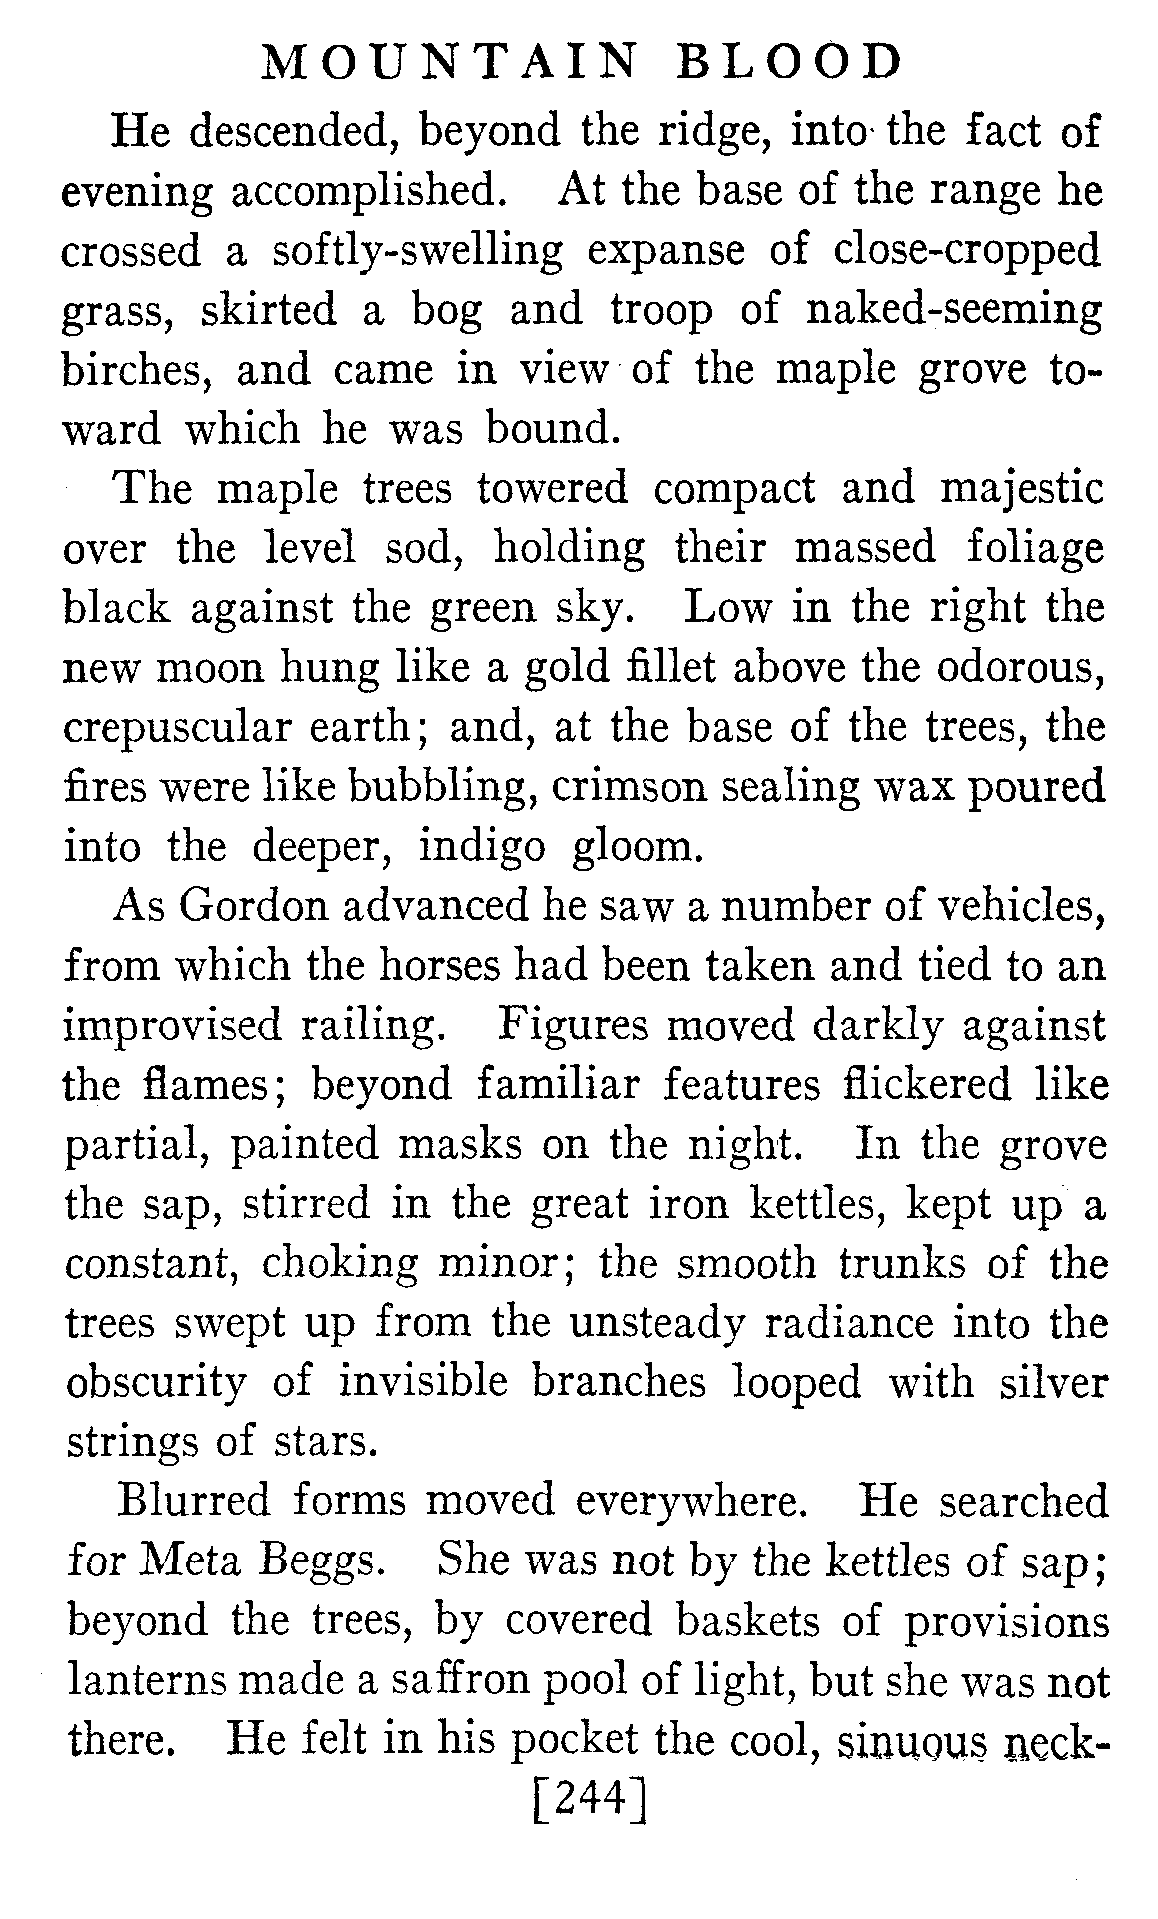 MOUNTAIN BLOOD
He descended, beyond the ridge, into the fact of
evening accomplished. At the base of the range he
crossed a softly-swelling expanse of close-cropped
grass, skirted a bog and troop of naked-seeming
birches, and came in view of the maple grove to-
ward which he was bound.
The maple trees towered compact and majestic
over the level sod, holding their massed foliage
black against the green sky. Low in the right the
new moon hung like a gold fillet above the odorous,
crepuscular earth; and, at the base of the trees, the
fires were like bubbling, crimson sealing wax poured
into the deeper, indigo gloom.
As Gordon advanced he saw a number of vehicles,
from which the horses had been taken and tied to an
improvised railing. Figures moved darkly against
the flames; beyond familiar features flickered like
partial, painted masks on the night. In the grove
the sap, stirred in the great iron kettles, kept up a
constant, choking minor; the smooth trunks of the
trees swept up from the unsteady radiance into the
obscurity of invisible branches looped with silver
strings of stars.
Blurred forms moved everywhere. He searched
for Meta Beggs. She was not by the kettles of sap;
beyond the trees, by covered baskets of provisions
lanterns made a saffron pool of light, but she was not
there. He felt in his pocket the cool, sinuous neck-
[244]